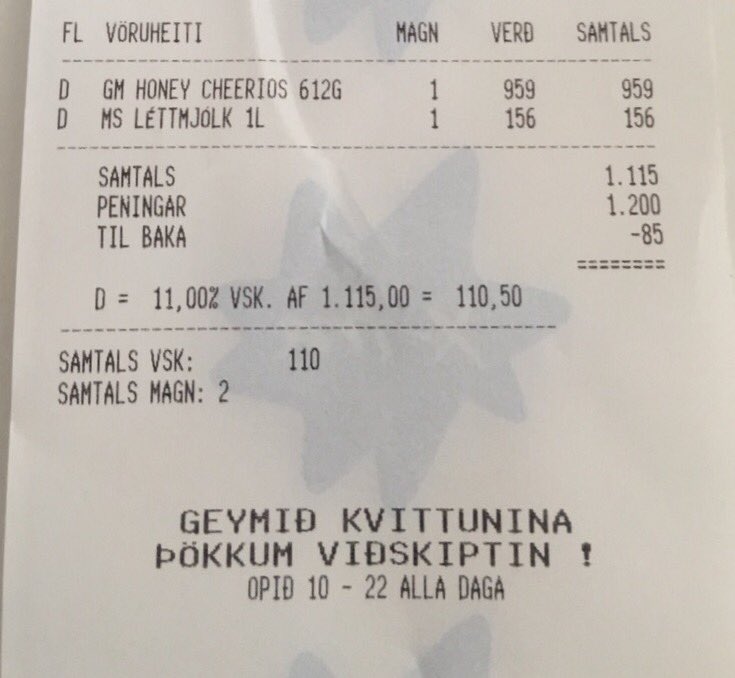 FL VÖRUHEITI MAGN VERÐ SAMTALS
D GM HONEY CHEERIOS 612G 1 959 959
D MS LÉTTMJÓLK 1L 1 156 156
SAMTALS 1.115
PENINGAR 1.200
TIL BAKA -85
========
D = 11,00% VSK. AF 1.115,00 = 110,50
SAMTALS VSK: 110
SAMTALS MAGN: 2
GEYMIÐ KVITTUNINA
ÞÖKKUM VIÐSKIPTIN !
OPIÐ 10 - 22 ALLA DAGA